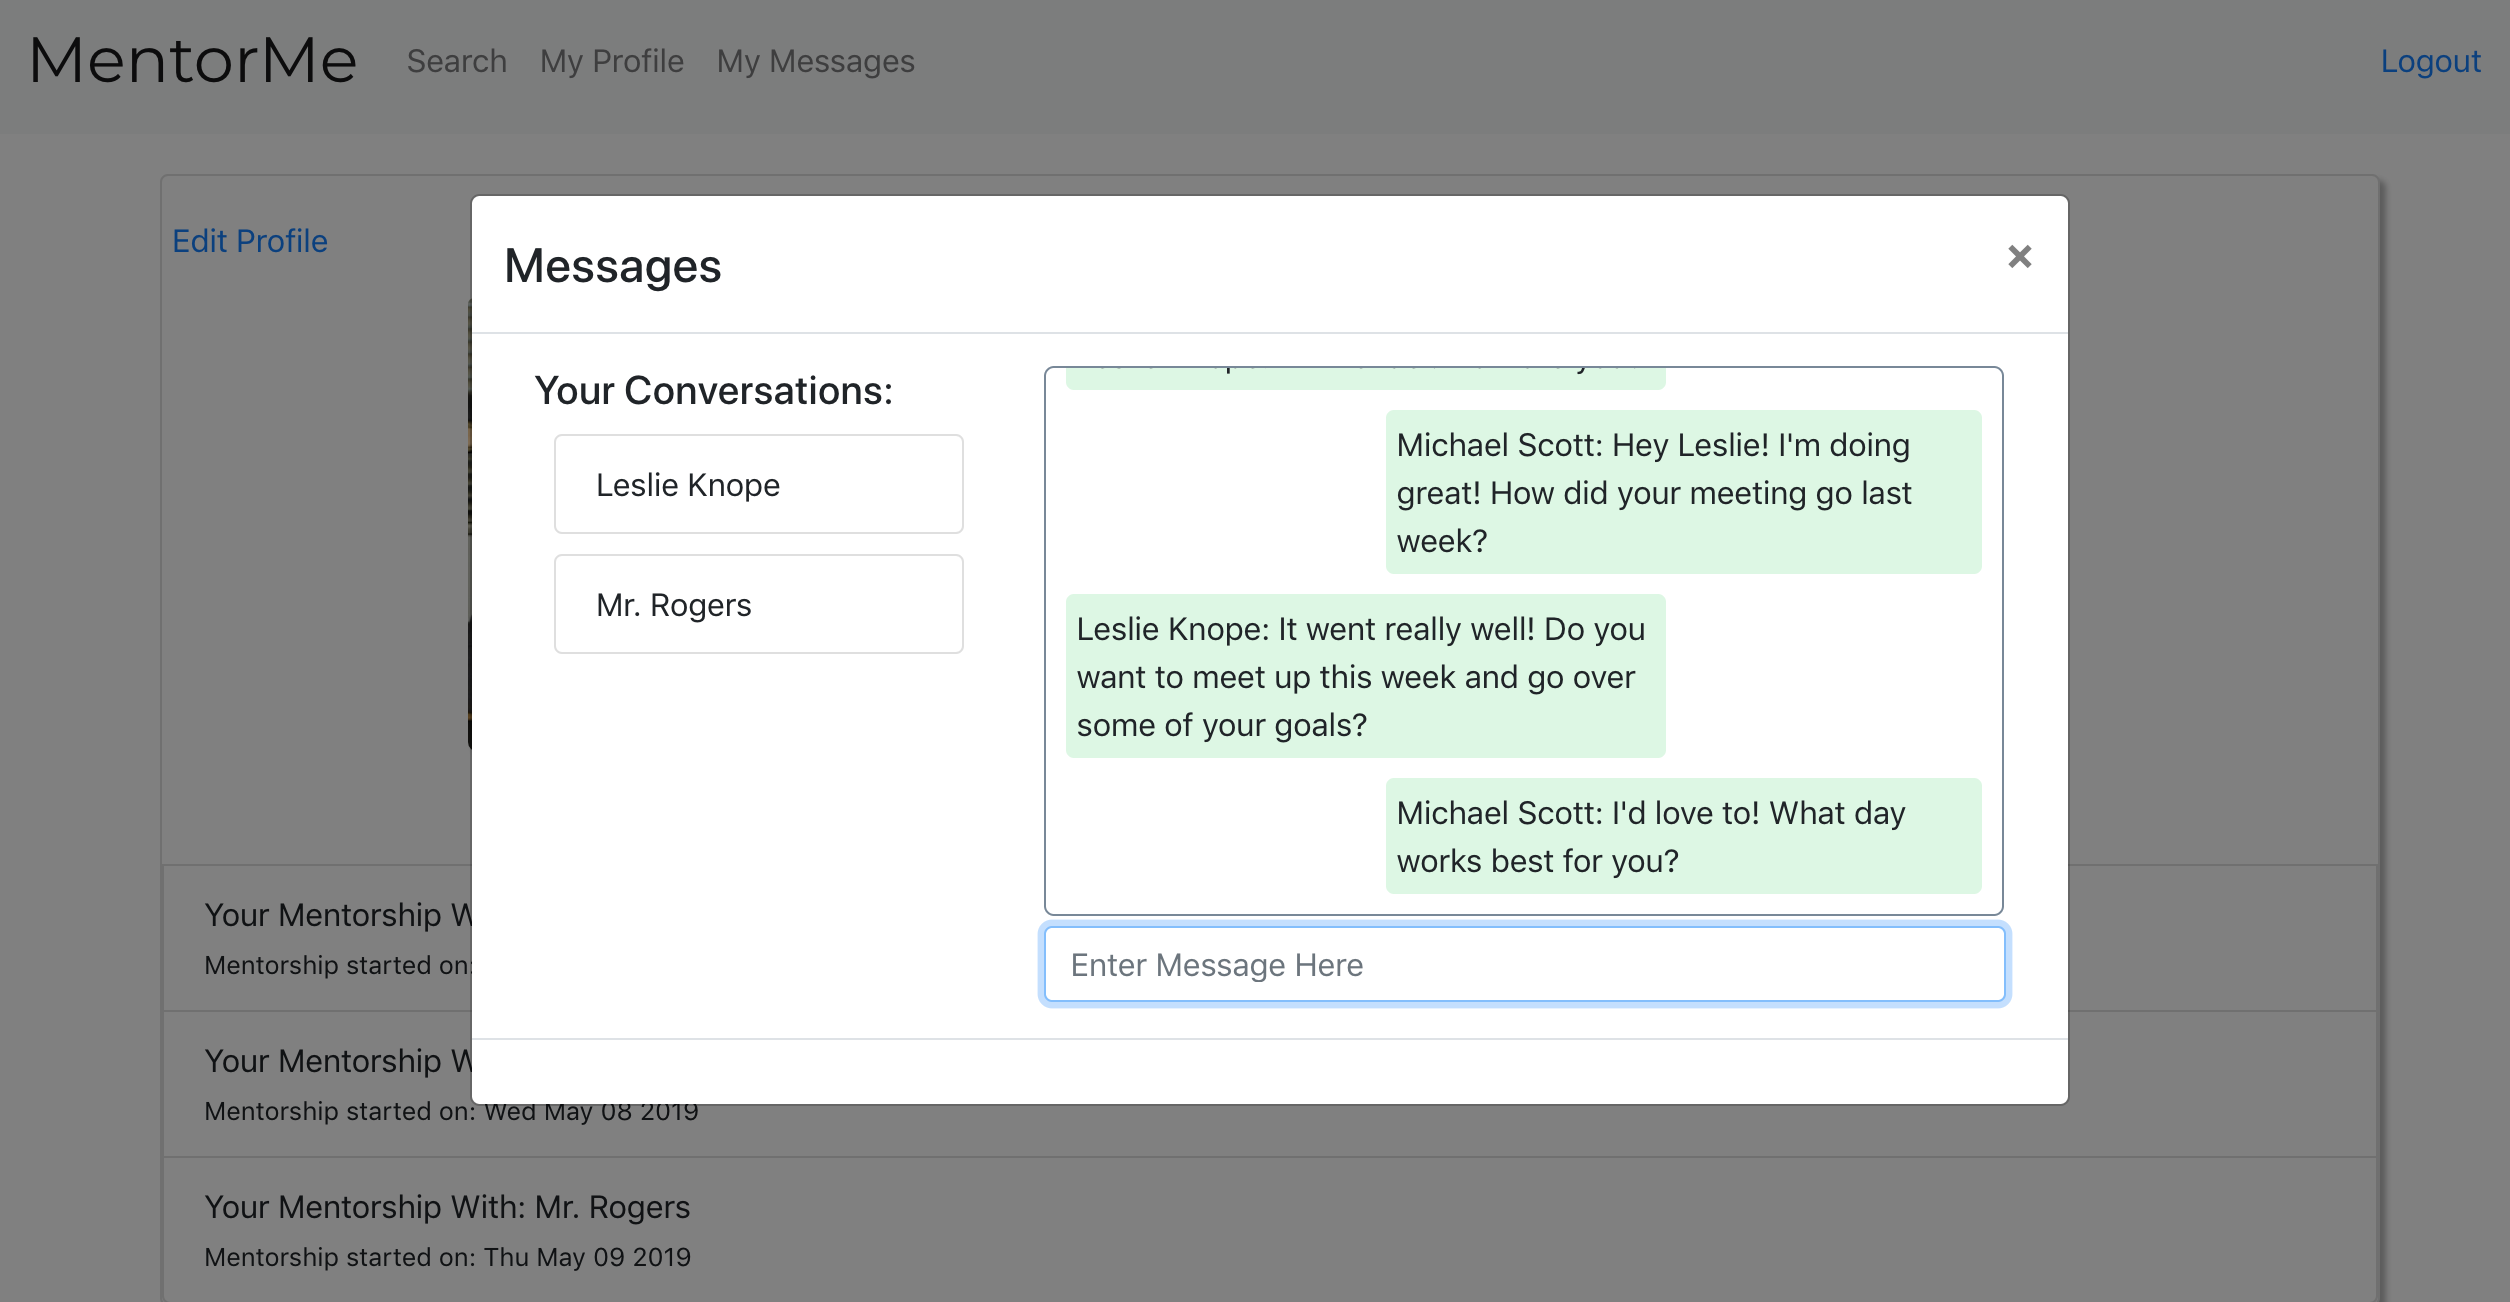 MentorMe Search My Profile My Messages Logout
Edit Profile
Messages
×
Your Conversations:
Leslie Knope
Mr. Rogers
Michael Scott: Hey Leslie! I'm doing
great! How did your meeting go last
week?
Leslie Knope: It went really well! Do you
want to meet up this week and go over
some of your goals?
Michael Scott: I'd love to! What day
works best for you?
Enter Message Here
Your Mentorship
Mentorship started on:
Your Mentorship
Mentorship started on: Wed May 08 2019
Your Mentorship With: Mr. Rogers
Mentorship started on: Thu May 09 2019